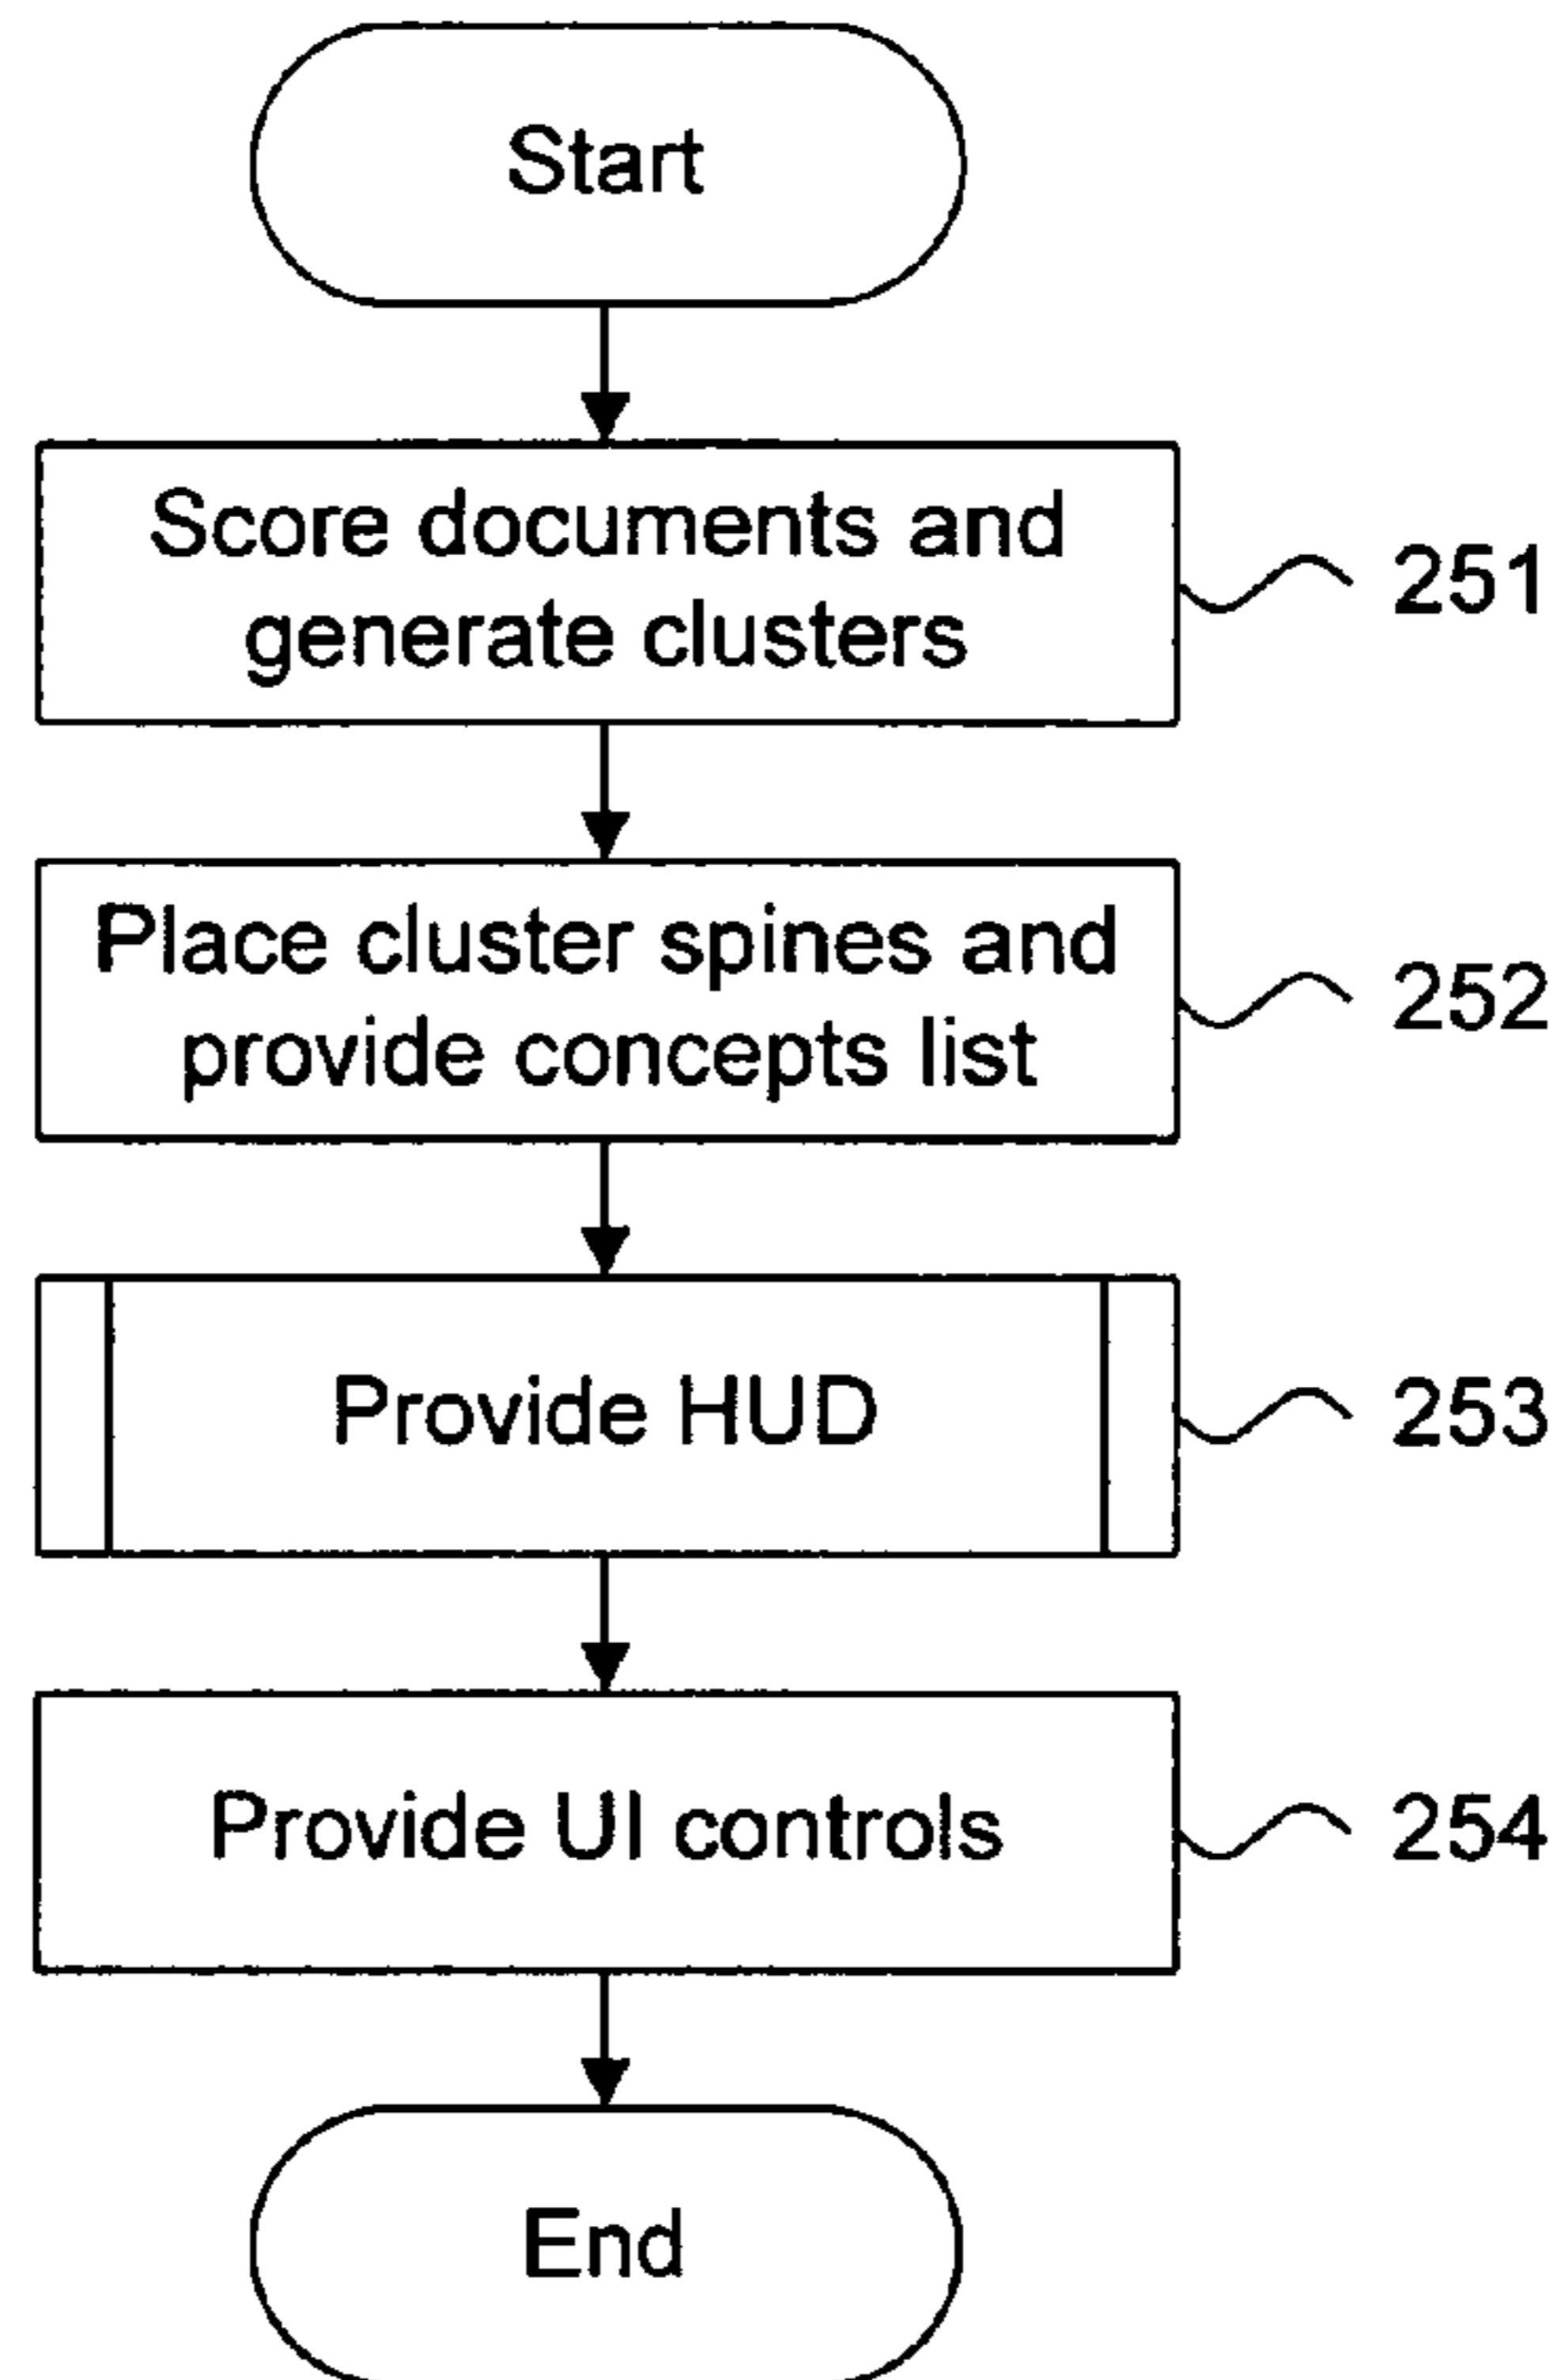 Start
Score documents and
generate clusters
251
Place cluster spines and
provide concepts list
252
Provide HUD
253
Provide UI controls
254
End